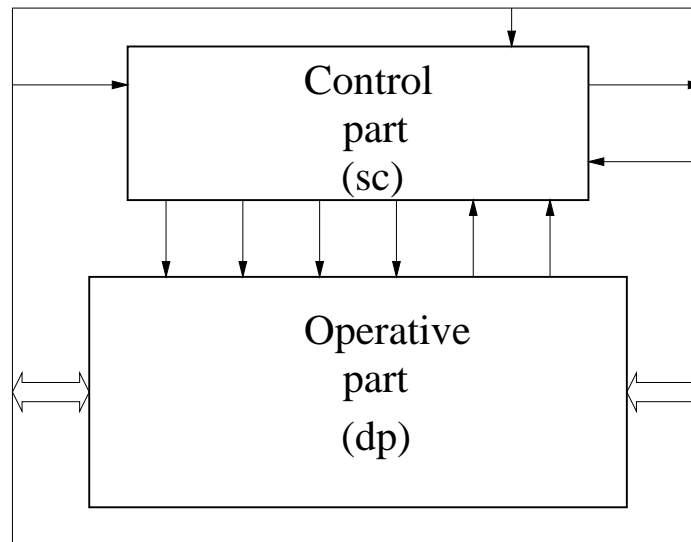 Control
part
(sc)
Operative
part
(dp)